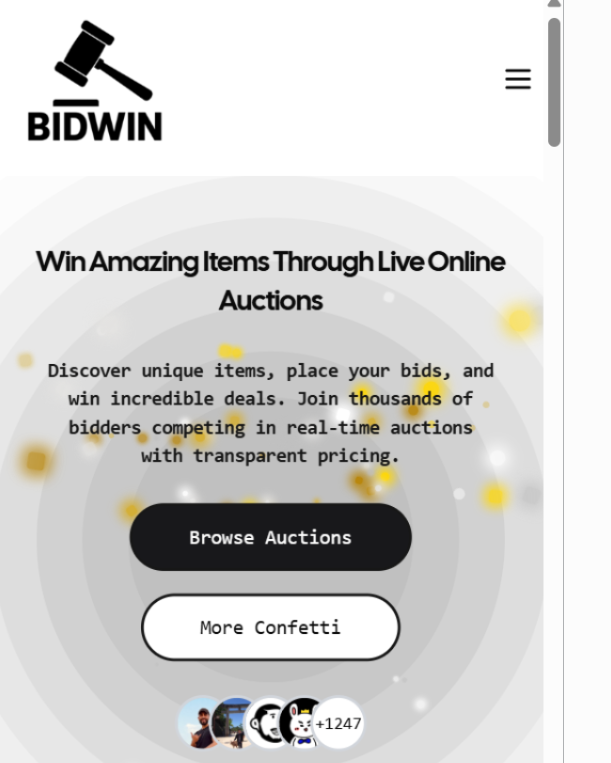 BIDWIN
Win Amazing Items Through Live Online
Auctions
Discover unique items, place your bids, and
win incredible deals. Join thousands of
bidders competing in real-time auctions
with transparent pricing.
Browse Auctions
More Confetti
+1247